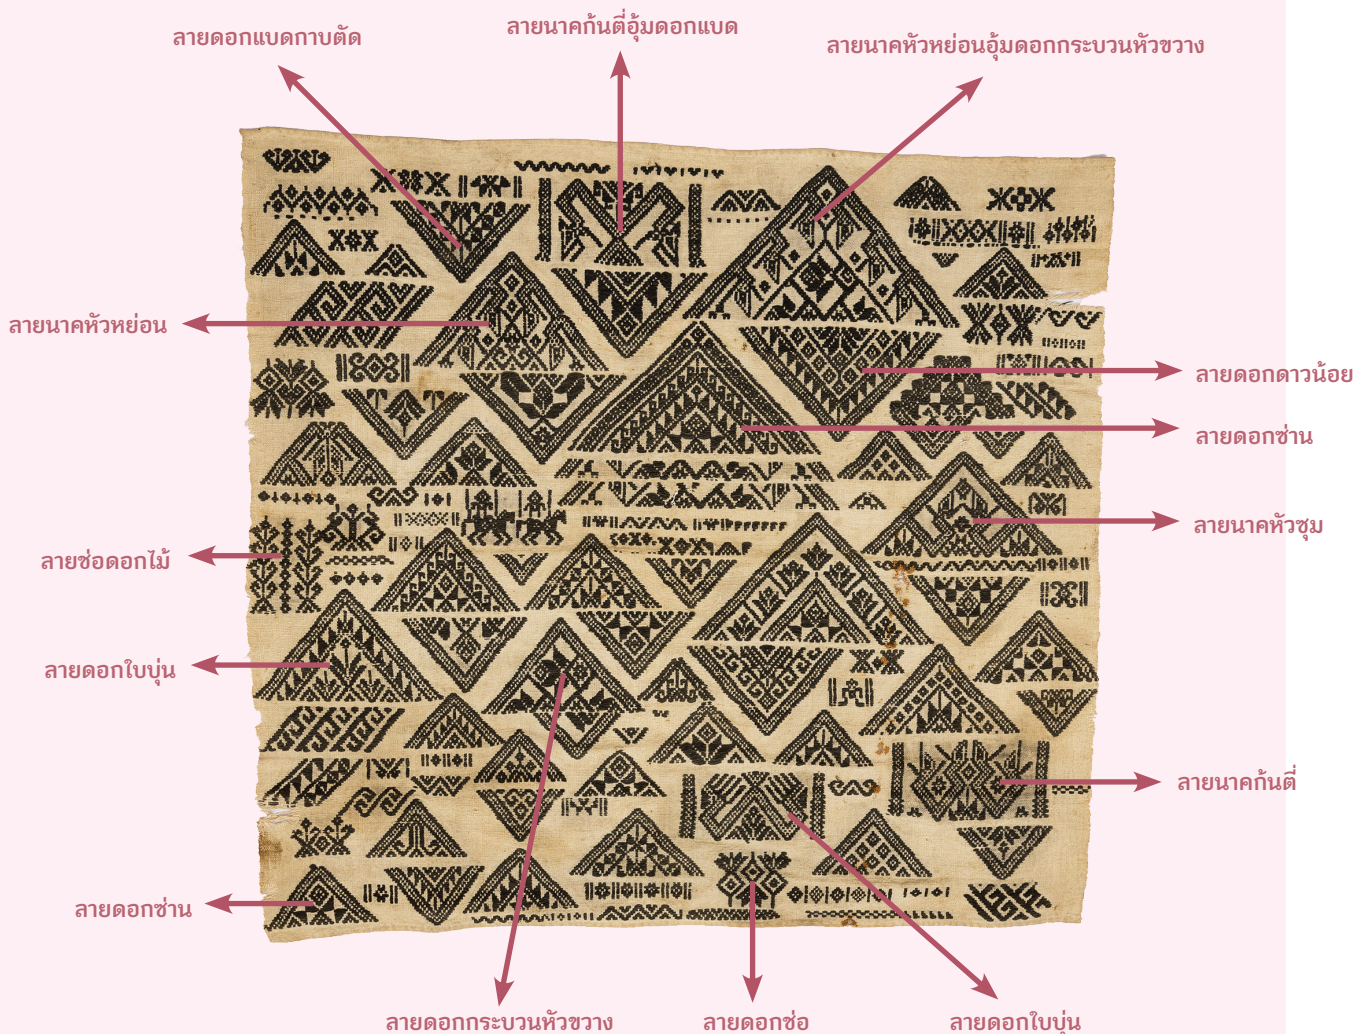 ลายนาคก้นตี่อุ้มดอกแบด
ลายดอกแบดกาบตัด
ลายนาคหัวหย่อนอุ้มดอกกระบวนหัวขวาง
ลายนาคหัวหย่อน
ลายดอกดาวน้อย
ลายดอกซ่าน
ลายนาคหัวซุม
ลายช่อดอกไม้
ลายดอกใบบุ่น
ลายนาคก้นตี่
ลายดอกซ่าน
ลายดอกกระบวนหัวขวาง
ลายดอกช่อ
ลายดอกใบบุ่น